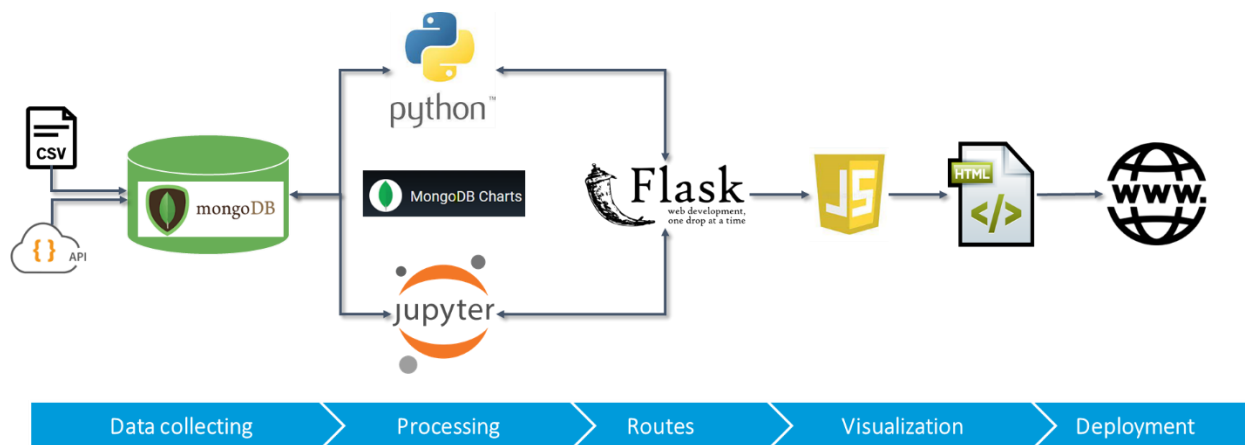 CSV
{ } API
mongoDB
python™
MongoDB Charts
jupyter
Flask
web development,
one drop at a time
JS
HTML
</>
www.
Data collecting
Processing
Routes
Visualization
Deployment